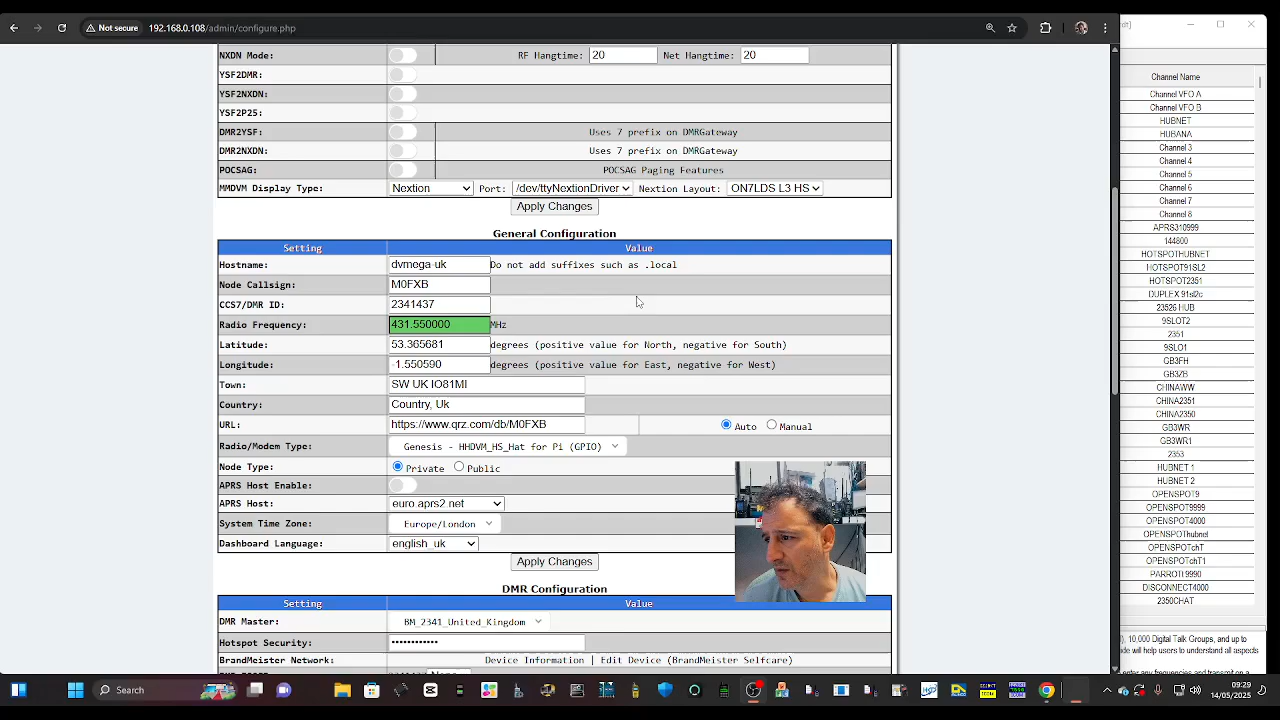 Not secure 192.168.0.108/admin/configure.php
NXDN Mode: RF Hangtime: 20 Net Hangtime: 20
YSF2DMR:
YSF2NXDN:
YSF2P25:
DMR2YSF: Uses 7 prefix on DMRGateway
DMR2NXDN: Uses 7 prefix on DMRGateway
POCSAG: POCSAG Paging Features
MMDVM Display Type: Nextion Port: /dev/ttyNextionDriver Nextion Layout: ON7LDS L3 HS
Apply Changes
General Configuration
Setting Value
Hostname: dvmega-uk Do not add suffixes such as .local
Node Callsign: M0FXB
CCS7/DMR ID: 2341437
Radio Frequency: 431.550000 MHz
Latitude: 53.365681 degrees (positive value for North, negative for South)
Longitude: -1.550590 degrees (positive value for East, negative for West)
Town: SW UK IO81MI
Country: Country, Uk
URL: https://www.qrz.com/db/M0FXB Auto Manual
Radio/Modem Type: Genesis - HHDVM_HS_Hat for Pi (GPIO)
Node Type: Private Public
APRS Host Enable:
APRS Host: euro.aprs2.net
System Time Zone: Europe/London
Dashboard Language: english_uk
Apply Changes
DMR Configuration
Setting Value
DMR Master: BM_2341_United_Kingdom
Hotspot Security: ••••••••••••
BrandMeister Network: Device Information | Edit Device (BrandMeister Selfcare)
Channel Name
Channel VFO A
Channel VFO B
HUBNET
HUBANA
Channel 3
Channel 4
Channel 5
Channel 6
Channel 7
Channel 8
APRS310999
144800
HOTSPOTHUBNET
HOTSPOT91SL2
HOTSPOT2351
DUPLEX 91sl2c
23526 HUB
9SLOT2
2351
9SLO1
GB3FH
GB3ZB
CHINAWW
CHINA2351
CHINA2350
GB3WR
GB3WR1
2353
HUBNET 1
HUBNET 2
OPENSPOT9
OPENSPOT9999
OPENSPOT4000
OPENSPOThubnet
OPENSPOTchT
OPENSPOTchT1
PARROTt9990
DISCONNECT4000
2350CHAT
, 10,000 Digital Talk Groups, and up to
de will help users to understand all aspects
Search
09:29
14/05/2025